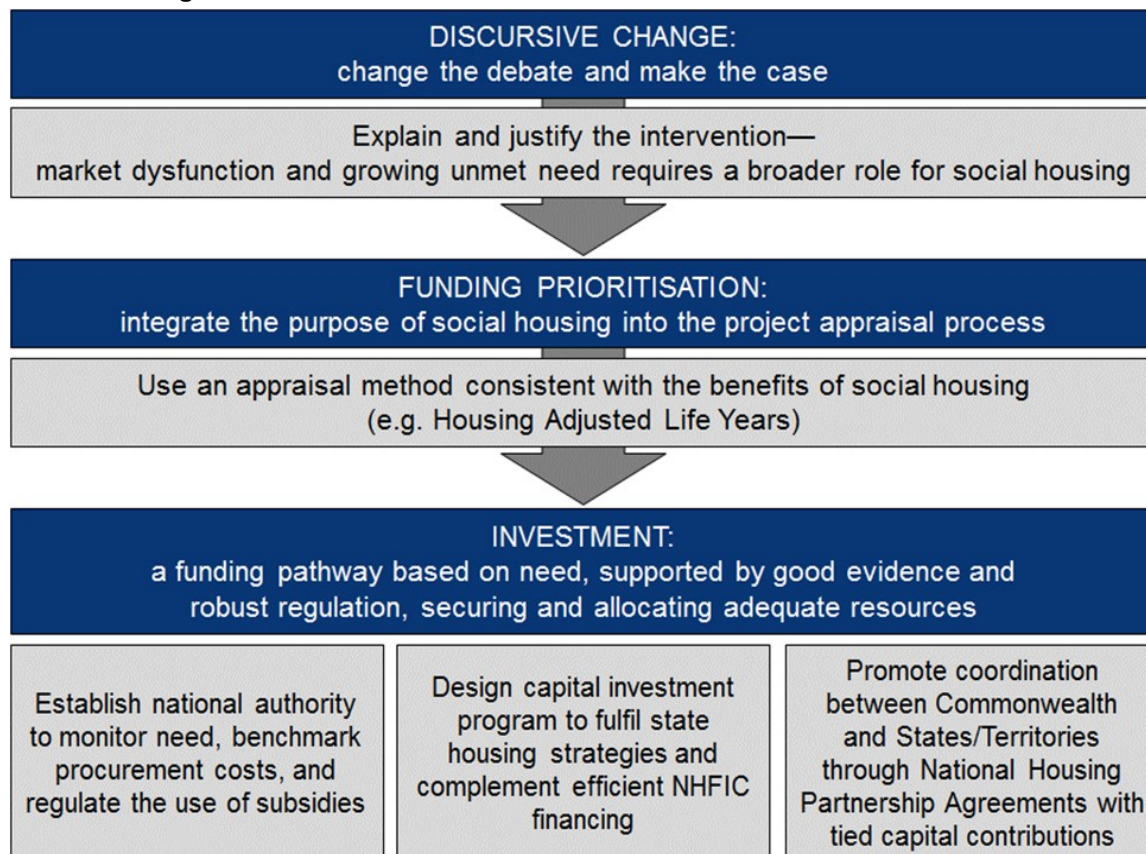 DISCURSIVE CHANGE:
change the debate and make the case
Explain and justify the intervention—
market dysfunction and growing unmet need requires a broader role for social housing
FUNDING PRIORITISATION:
integrate the purpose of social housing into the project appraisal process
Use an appraisal method consistent with the benefits of social housing
(e.g. Housing Adjusted Life Years)
INVESTMENT:
a funding pathway based on need, supported by good evidence and
robust regulation, securing and allocating adequate resources
Establish national authority
to monitor need, benchmark
procurement costs, and
regulate the use of subsidies
Design capital investment
program to fulfil state
housing strategies and
complement efficient NHFIC
financing
Promote coordination
between Commonwealth
and States/Territories
through National Housing
Partnership Agreements with
tied capital contributions